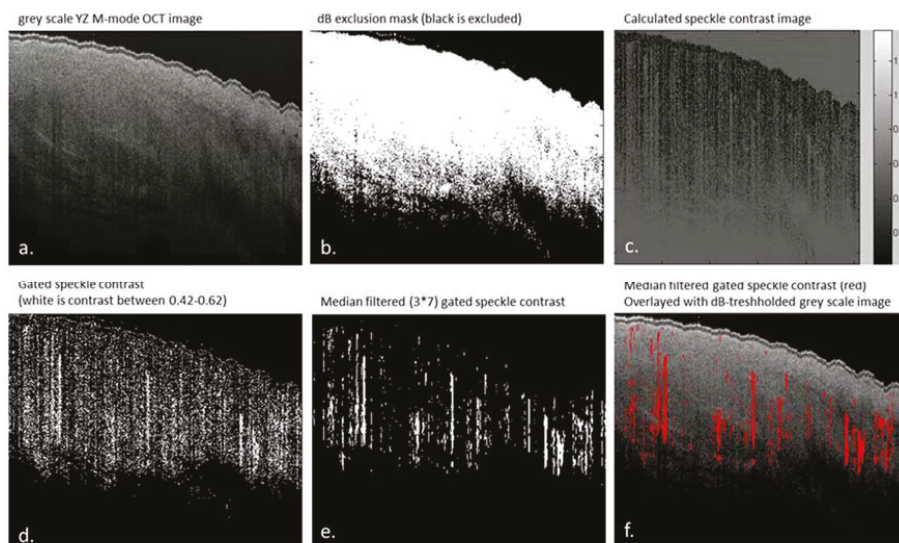 grey scale YZ M-mode OCT image
dB exclusion mask (black is excluded)
Calculated speckle contrast image
a.
b.
c.
Gated speckle contrast
(white is contrast between 0.42-0.62)
Median filtered (3*7) gated speckle contrast
Median filtered gated speckle contrast (red)
Overlayed with dB-treshholded grey scale image
d.
e.
f.